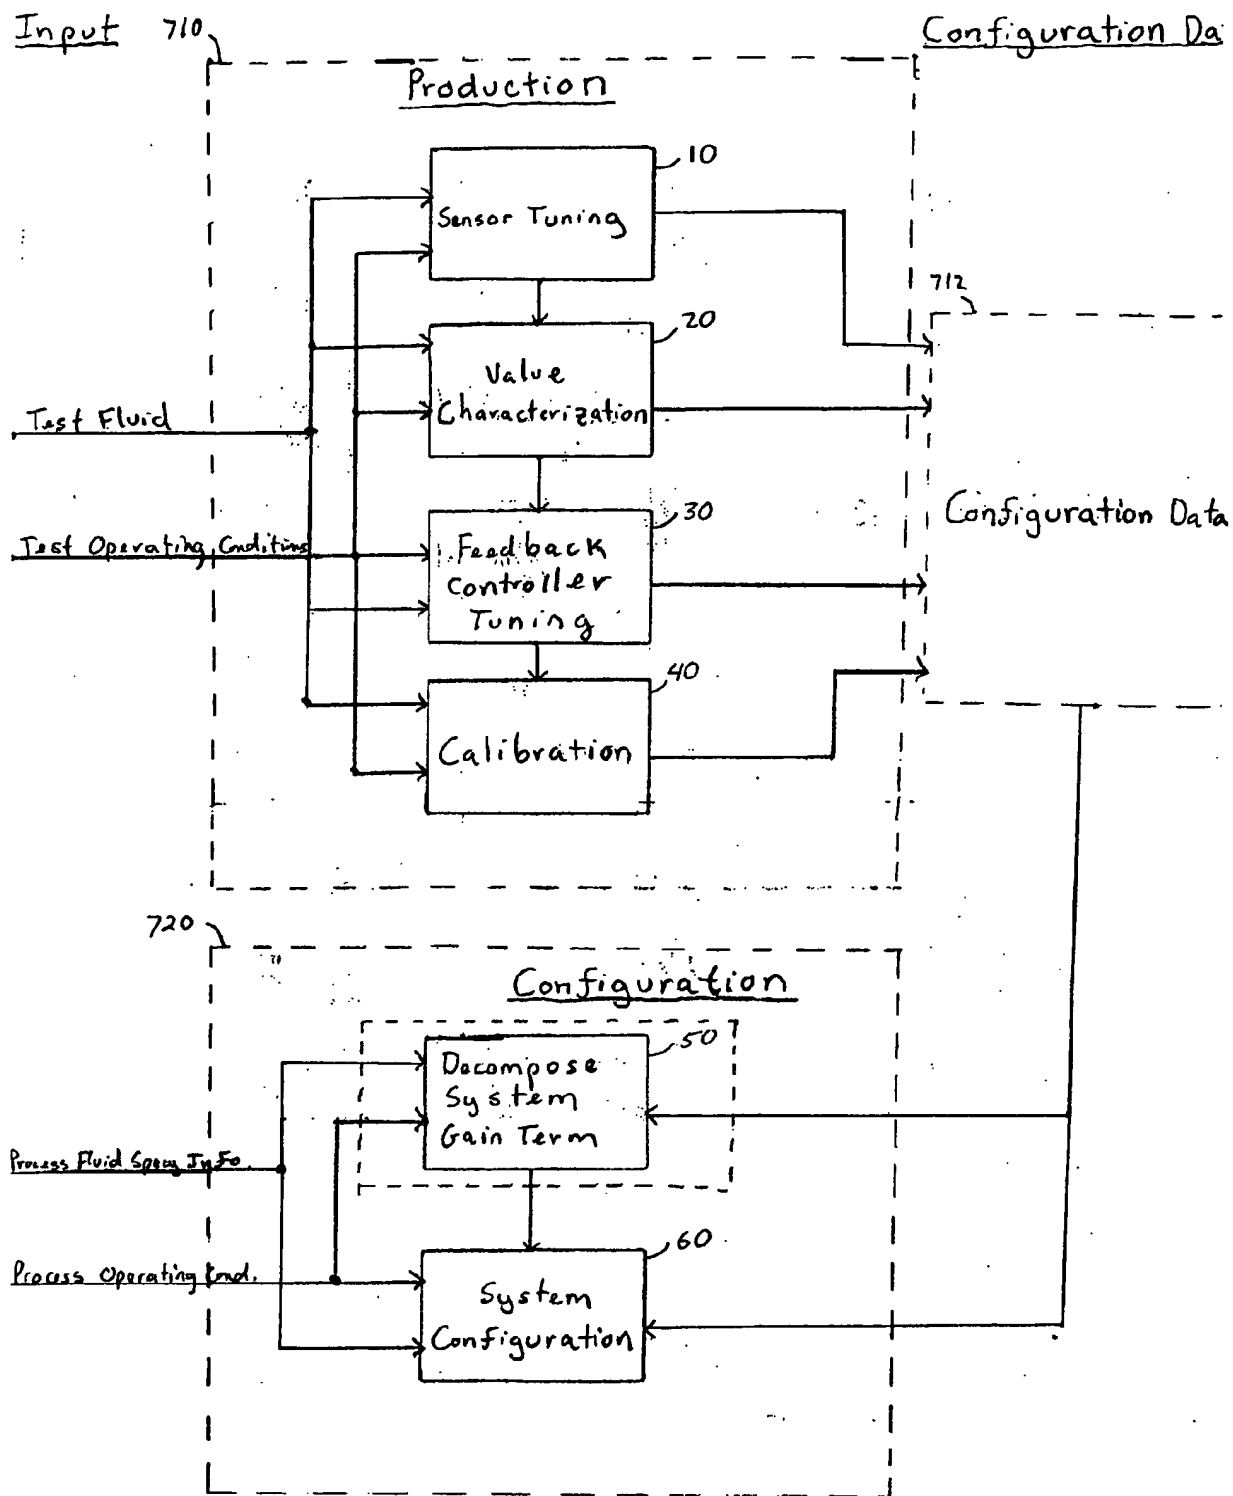 Input
710
Configuration Da
Production
10
Sensor Tuning
712
20
Value
Characterization
Test Fluid
30
Configuration Data
Test Operating Conditions
Feedback
Controller
Tuning
40
Calibration
720
Configuration
50
Decompose
System
Gain Term
Process Fluid Info.
60
Process Operating Cond.
System
Configuration